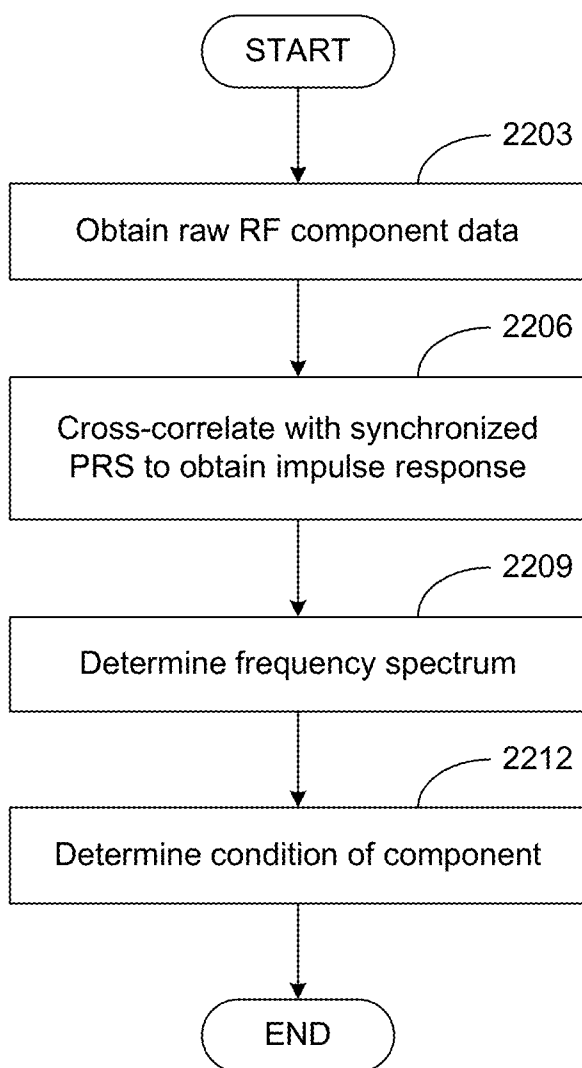 START
2203
Obtain raw RF component data
2206
Cross-correlate with synchronized
PRS to obtain impulse response
2209
Determine frequency spectrum
2212
Determine condition of component
END